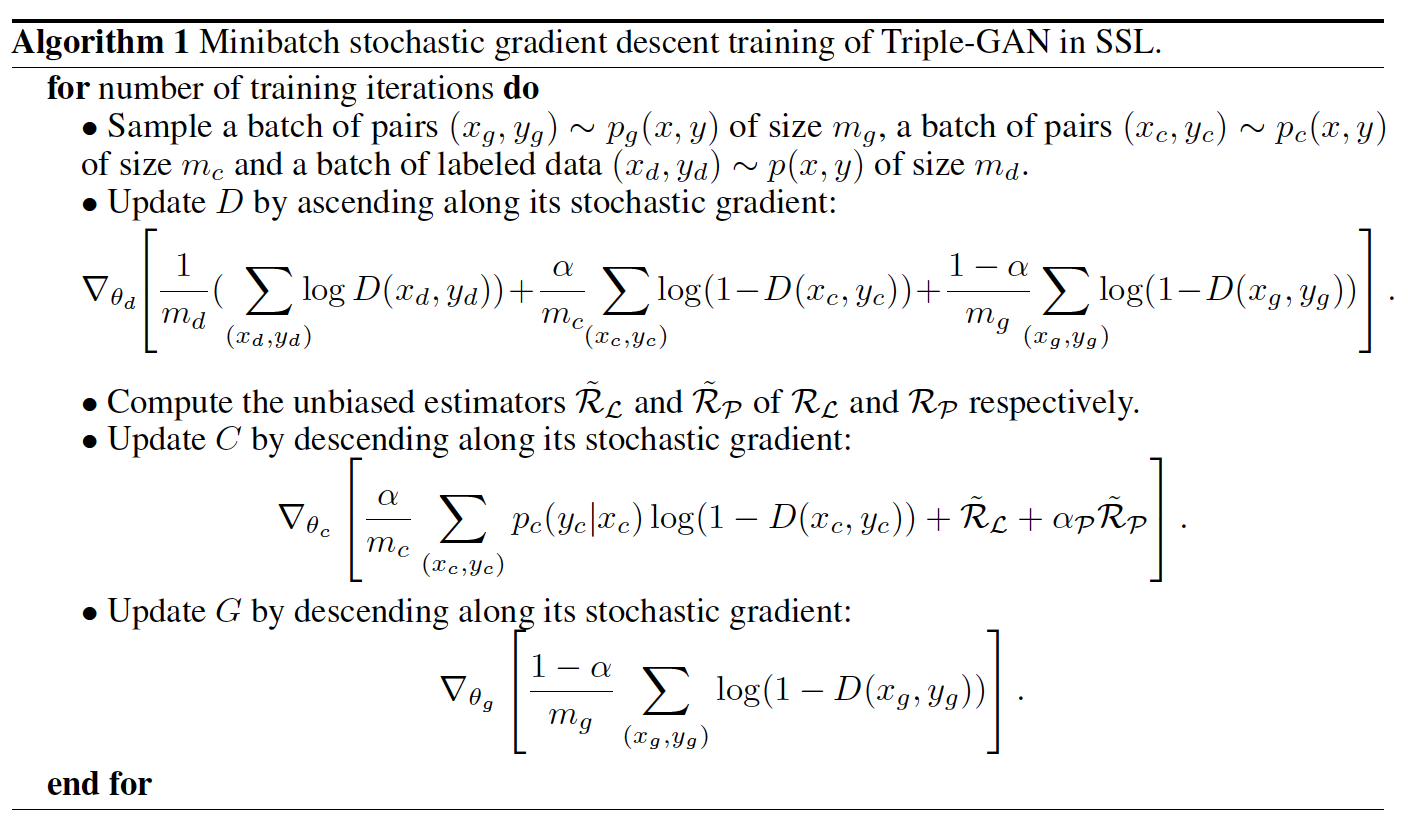 Algorithm 1 Minibatch stochastic gradient descent training of Triple-GAN in SSL.
for number of training iterations do
• Sample a batch of pairs $(x_g, y_g) \sim p_g(x, y)$ of size $m_g$, a batch of pairs $(x_c, y_c) \sim p_c(x, y)$
of size $m_c$ and a batch of labeled data $(x_d, y_d) \sim p(x, y)$ of size $m_d$.
• Update $D$ by ascending along its stochastic gradient:
$\nabla_{\theta_d} \left[ \frac{1}{m_d} ( \sum_{(x_d, y_d)} \log D(x_d, y_d)) + \frac{\alpha}{m_c} \sum_{(x_c, y_c)} \log(1 - D(x_c, y_c)) + \frac{1 - \alpha}{m_g} \sum_{(x_g, y_g)} \log(1 - D(x_g, y_g)) \right].$
• Compute the unbiased estimators $\tilde{\mathcal{R}}_{\mathcal{L}}$ and $\tilde{\mathcal{R}}_{\mathcal{P}}$ of $\mathcal{R}_{\mathcal{L}}$ and $\mathcal{R}_{\mathcal{P}}$ respectively.
• Update $C$ by descending along its stochastic gradient:
$\nabla_{\theta_c} \left[ \frac{\alpha}{m_c} \sum_{(x_c, y_c)} p_c(y_c|x_c) \log(1 - D(x_c, y_c)) + \tilde{\mathcal{R}}_{\mathcal{L}} + \alpha_{\mathcal{P}} \tilde{\mathcal{R}}_{\mathcal{P}} \right].$
• Update $G$ by descending along its stochastic gradient:
$\nabla_{\theta_g} \left[ \frac{1 - \alpha}{m_g} \sum_{(x_g, y_g)} \log(1 - D(x_g, y_g)) \right].$
end for